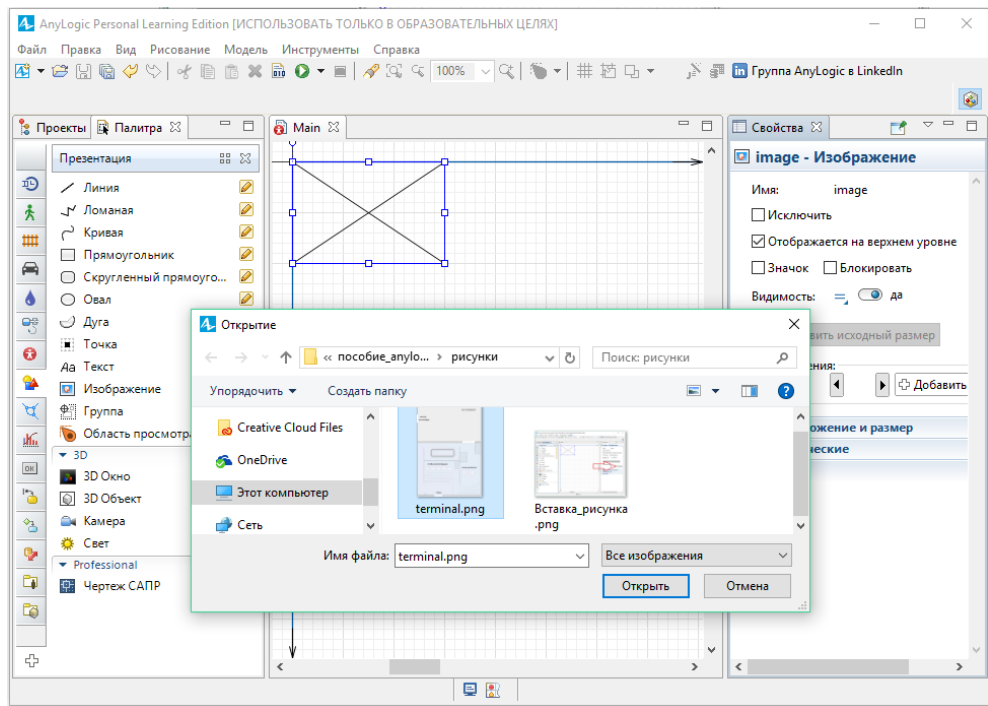 AnyLogic Personal Learning Edition [ИСПОЛЬЗОВАТЬ ТОЛЬКО В ОБРАЗОВАТЕЛЬНЫХ ЦЕЛЯХ]
Файл Правка Вид Рисование Модель Инструменты Справка
100% Группа AnyLogic в LinkedIn
Проекты Палитра Main Свойства
Презентация
image - Изображение
Линия
Ломаная
Кривая
Прямоугольник
Скругленный прямоуго...
Овал
Дуга
Точка
Aa Текст
Изображение
Группа
Область просмотр
3D
3D Окно
3D Объект
Камера
Свет
Professional
Чертеж САПР
Имя: image
Исключить
Отображается на верхнем уровне
Значок Блокировать
Видимость: = да
исходный размер
Добавить
и размер
Открытие
« пособие_anylo... › рисунки
Поиск: рисунки
Упорядочить Создать папку
Creative Cloud Files
OneDrive
Этот компьютер
Сеть
terminal.png
Вставка_рисунка
.png
Имя файла: terminal.png Все изображения
Открыть Отмена